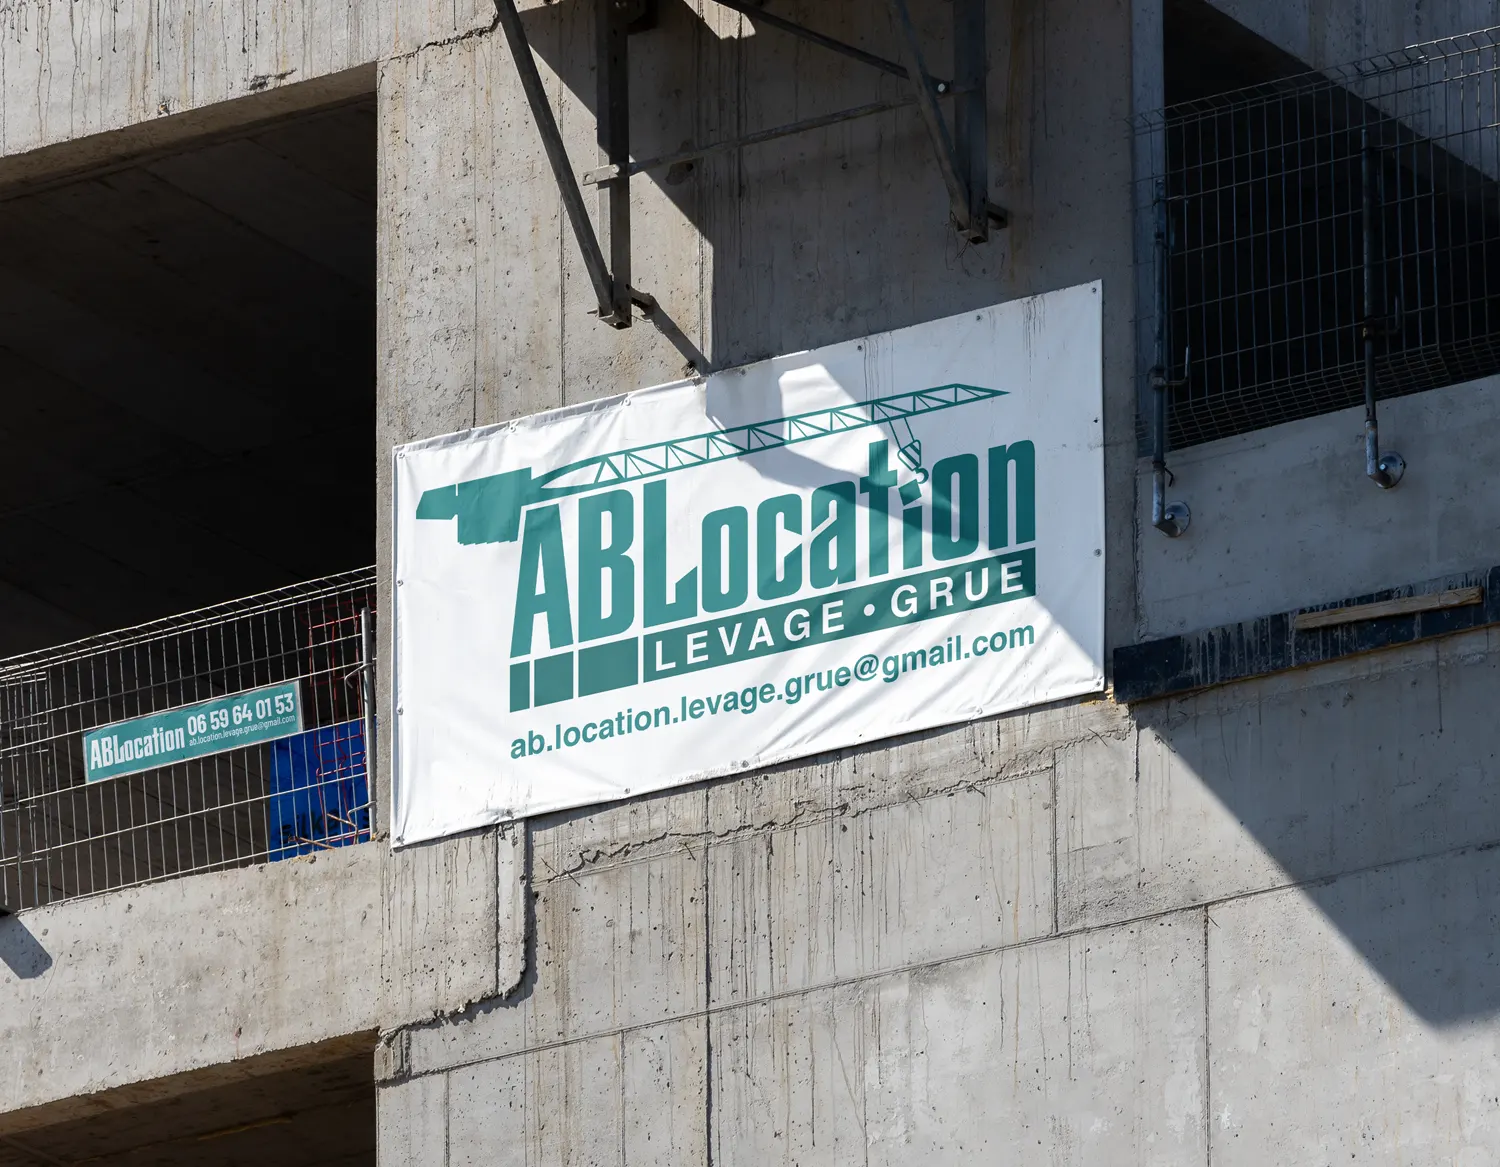 ABLocation
LEVAGE • GRUE
ab.location.levage.grue@gmail.com
ABLocation 06 59 64 01 53
ab.location.levage.grue@gmail.com